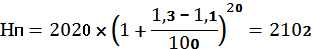 Нп = 2020 × (1 + (1,3 − 1,1)/100)^20 = 2102